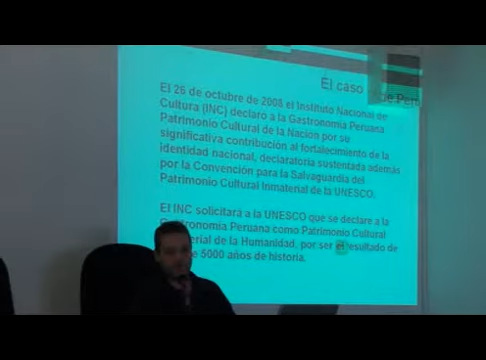 El caso de Perú
El 26 de octubre de 2008 el Instituto Nacional de
Cultura (INC) declaró a la Gastronomía Peruana
Patrimonio Cultural de la Nación por su
significativa contribución al fortalecimiento de la
identidad nacional, declaratoria sustentada además
por la Convención para la Salvaguardia del
Patrimonio Cultural Inmaterial de la UNESCO.
El INC solicitará a la UNESCO que se declare a la
Gastronomía Peruana como Patrimonio Cultural
de la Humanidad, por ser el resultado de
5000 años de historia.